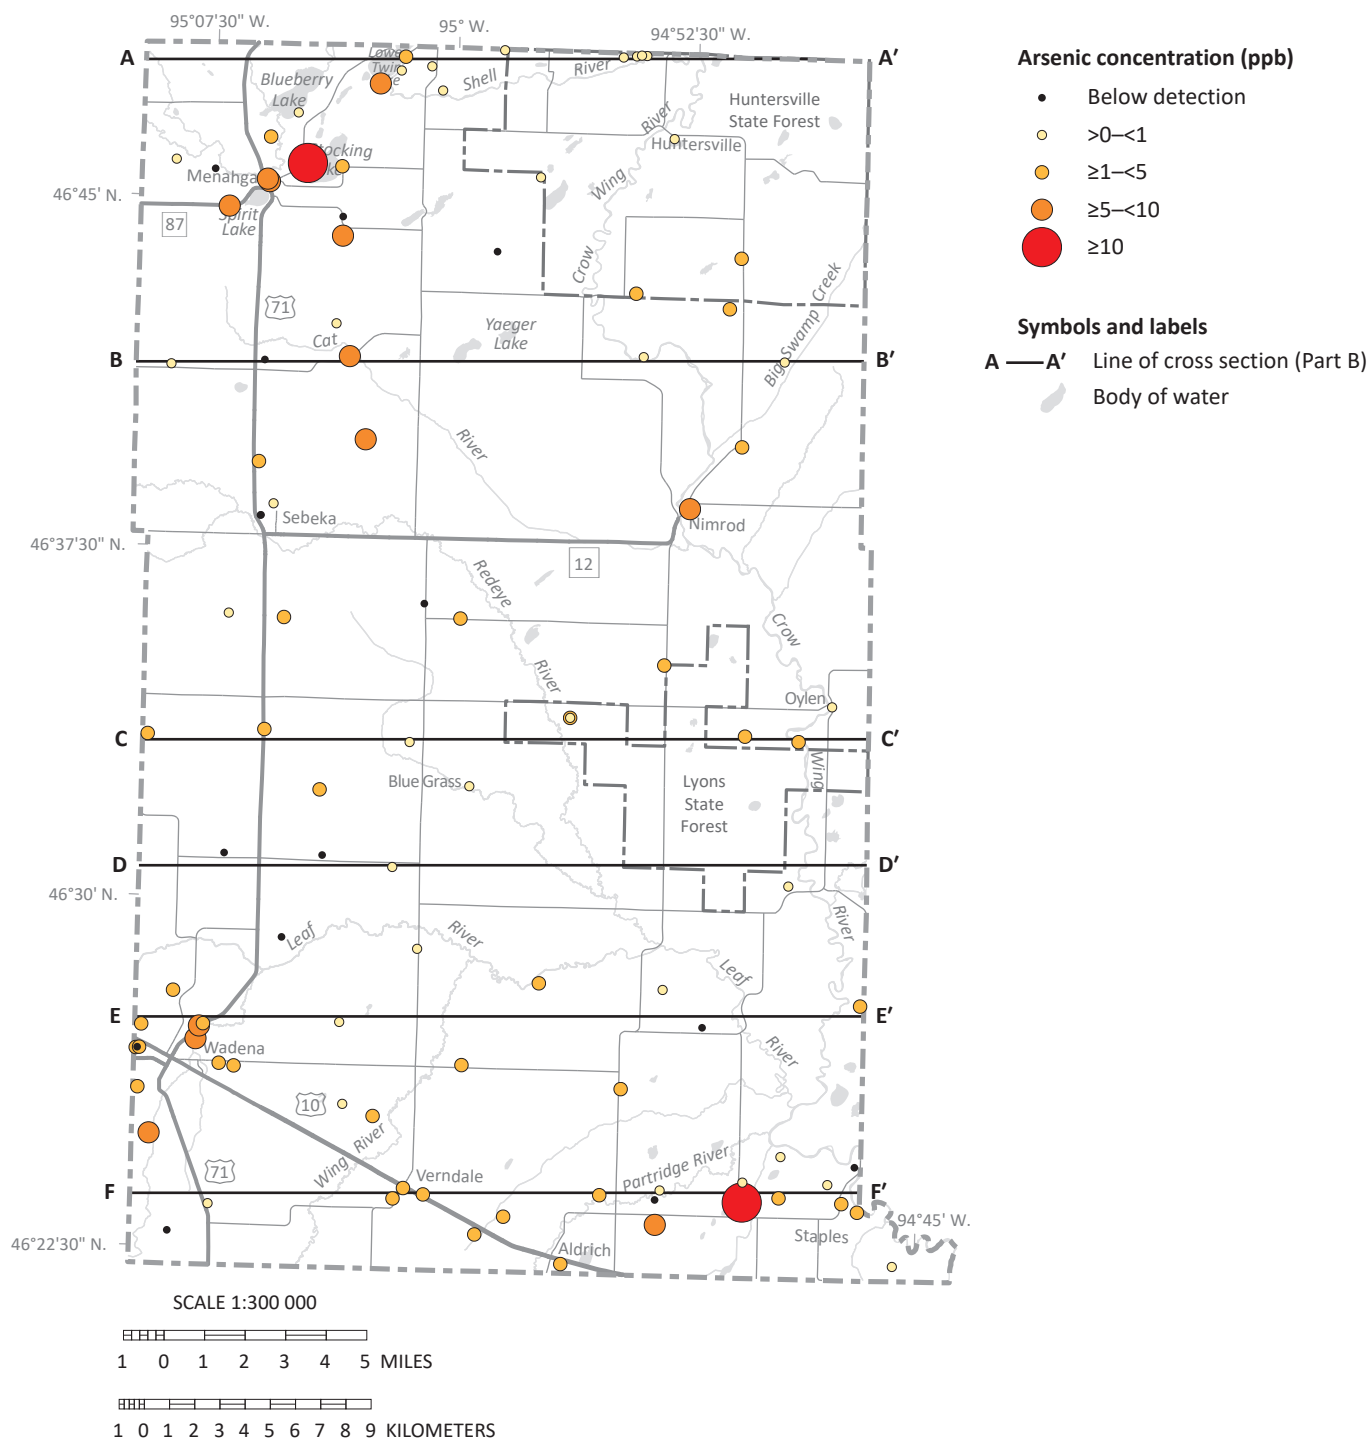 95°07'30" W.
95° W.
94°52'30" W.
A
A′
Lower
Twin
Lake
Blueberry
Lake
Shell
River
Huntersville
State Forest
River
Huntersville
Stocking
Lake
Menahga
46°45' N.
Wing
Spirit
Lake
87
Crow
71
Big Swamp Creek
Yaeger
Lake
Cat
B
B′
River
Sebeka
Nimrod
46°37'30" N.
12
Redeye
Crow
River
Oylen
C
C′
Blue Grass
Wing
Lyons
State
Forest
D
D′
46°30' N.
Leaf
River
River
Leaf
E
E′
Wadena
River
10
Wing River
71
Verndale
Partridge River
F
F′
94°45' W.
Staples
46°22'30" N.
Aldrich
Arsenic concentration (ppb)
Below detection
>0–<1
≥1–<5
≥5–<10
≥10
Symbols and labels
A A′ Line of cross section (Part B)
Body of water
SCALE 1:300 000
1 0 1 2 3 4 5 MILES
1 0 1 2 3 4 5 6 7 8 9 KILOMETERS